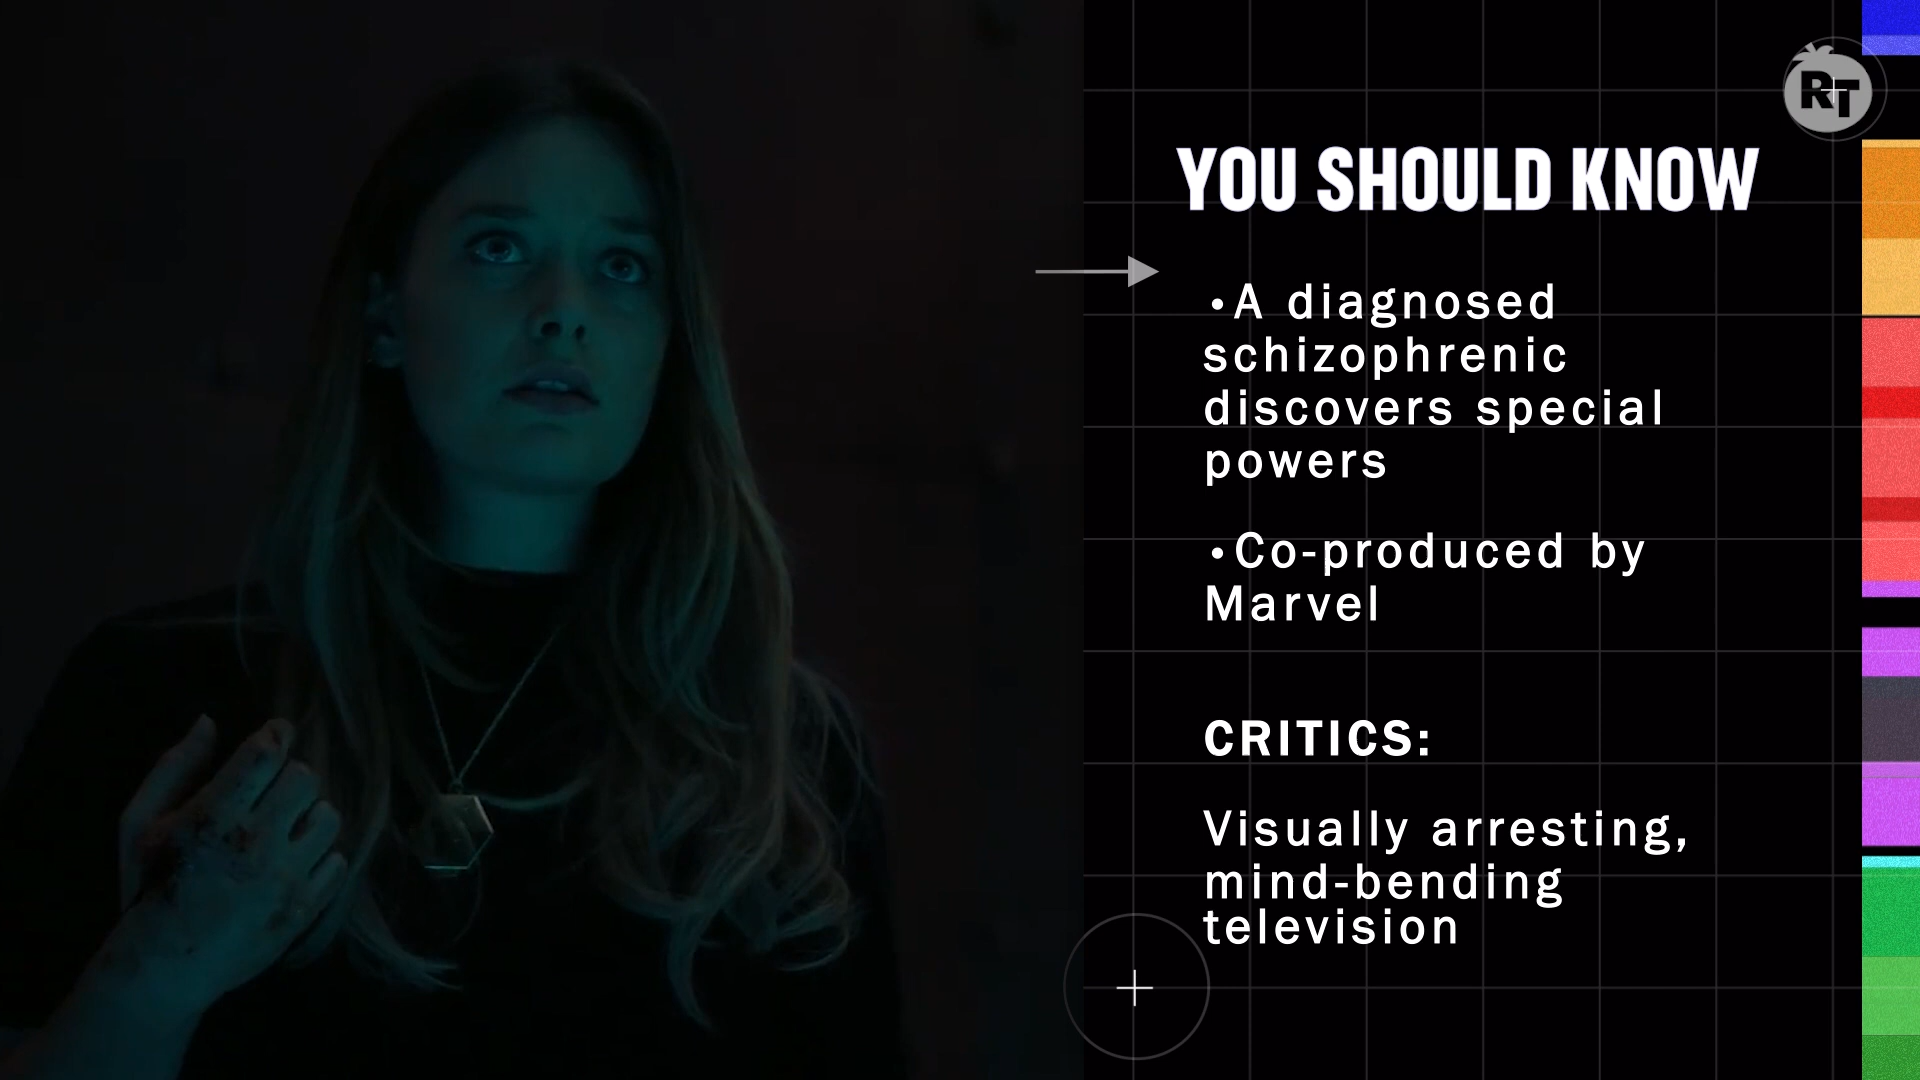 RT
YOU SHOULD KNOW
•A diagnosed
schizophrenic
discovers special
powers
•Co-produced by
Marvel
CRITICS:
Visually arresting,
mind-bending
television